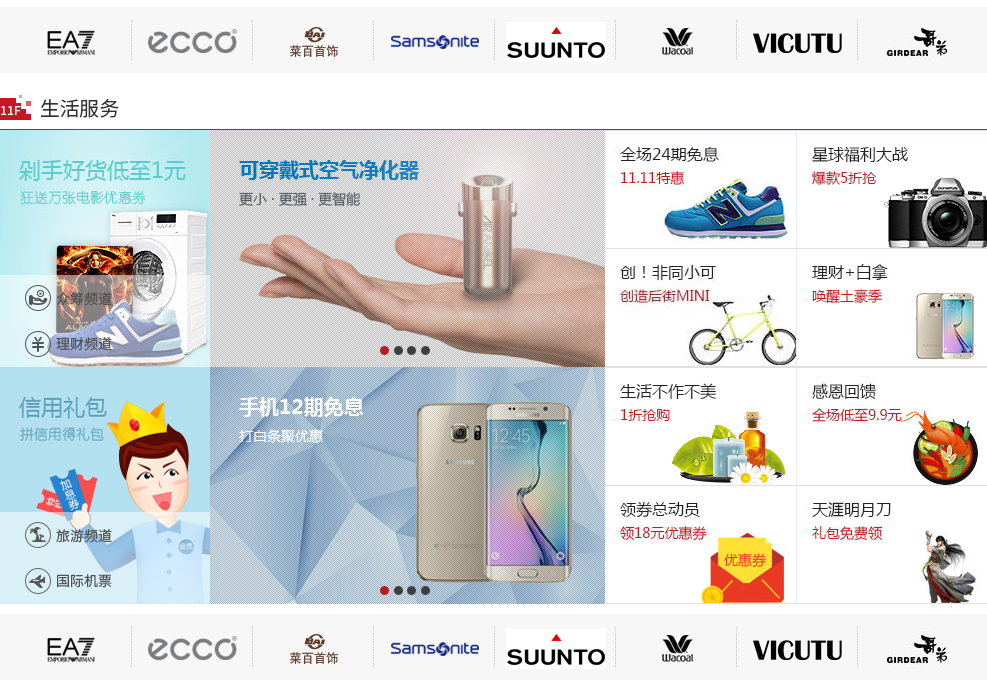 EA7
EMPORIO ARMANI
ecco
菜百首饰
Samsonite
SUUNTO
Wacoal
VICUTU
GIRDEAR 哥弟
11F 生活服务
剁手好货低至1元
狂送万张电影优惠券
众筹频道
理财频道
可穿戴式空气净化器
更小 · 更强 · 更智能
AIRANGEL
全场24期免息
11.11特惠
星球福利大战
爆款5折抢
OLYMPUS
创！非同小可
创造后街MINI
理财+白拿
唤醒土豪季
信用礼包
拼信用得礼包
加息券
会员
旅游频道
国际机票
手机12期免息
打白条聚优惠
SAMSUNG
12:45
生活不作不美
1折抢购
感恩回馈
全场低至9.9元
领券总动员
领18元优惠券
优惠券
天涯明月刀
礼包免费领
EA7
EMPORIO ARMANI
ecco
菜百首饰
Samsonite
SUUNTO
Wacoal
VICUTU
GIRDEAR 哥弟